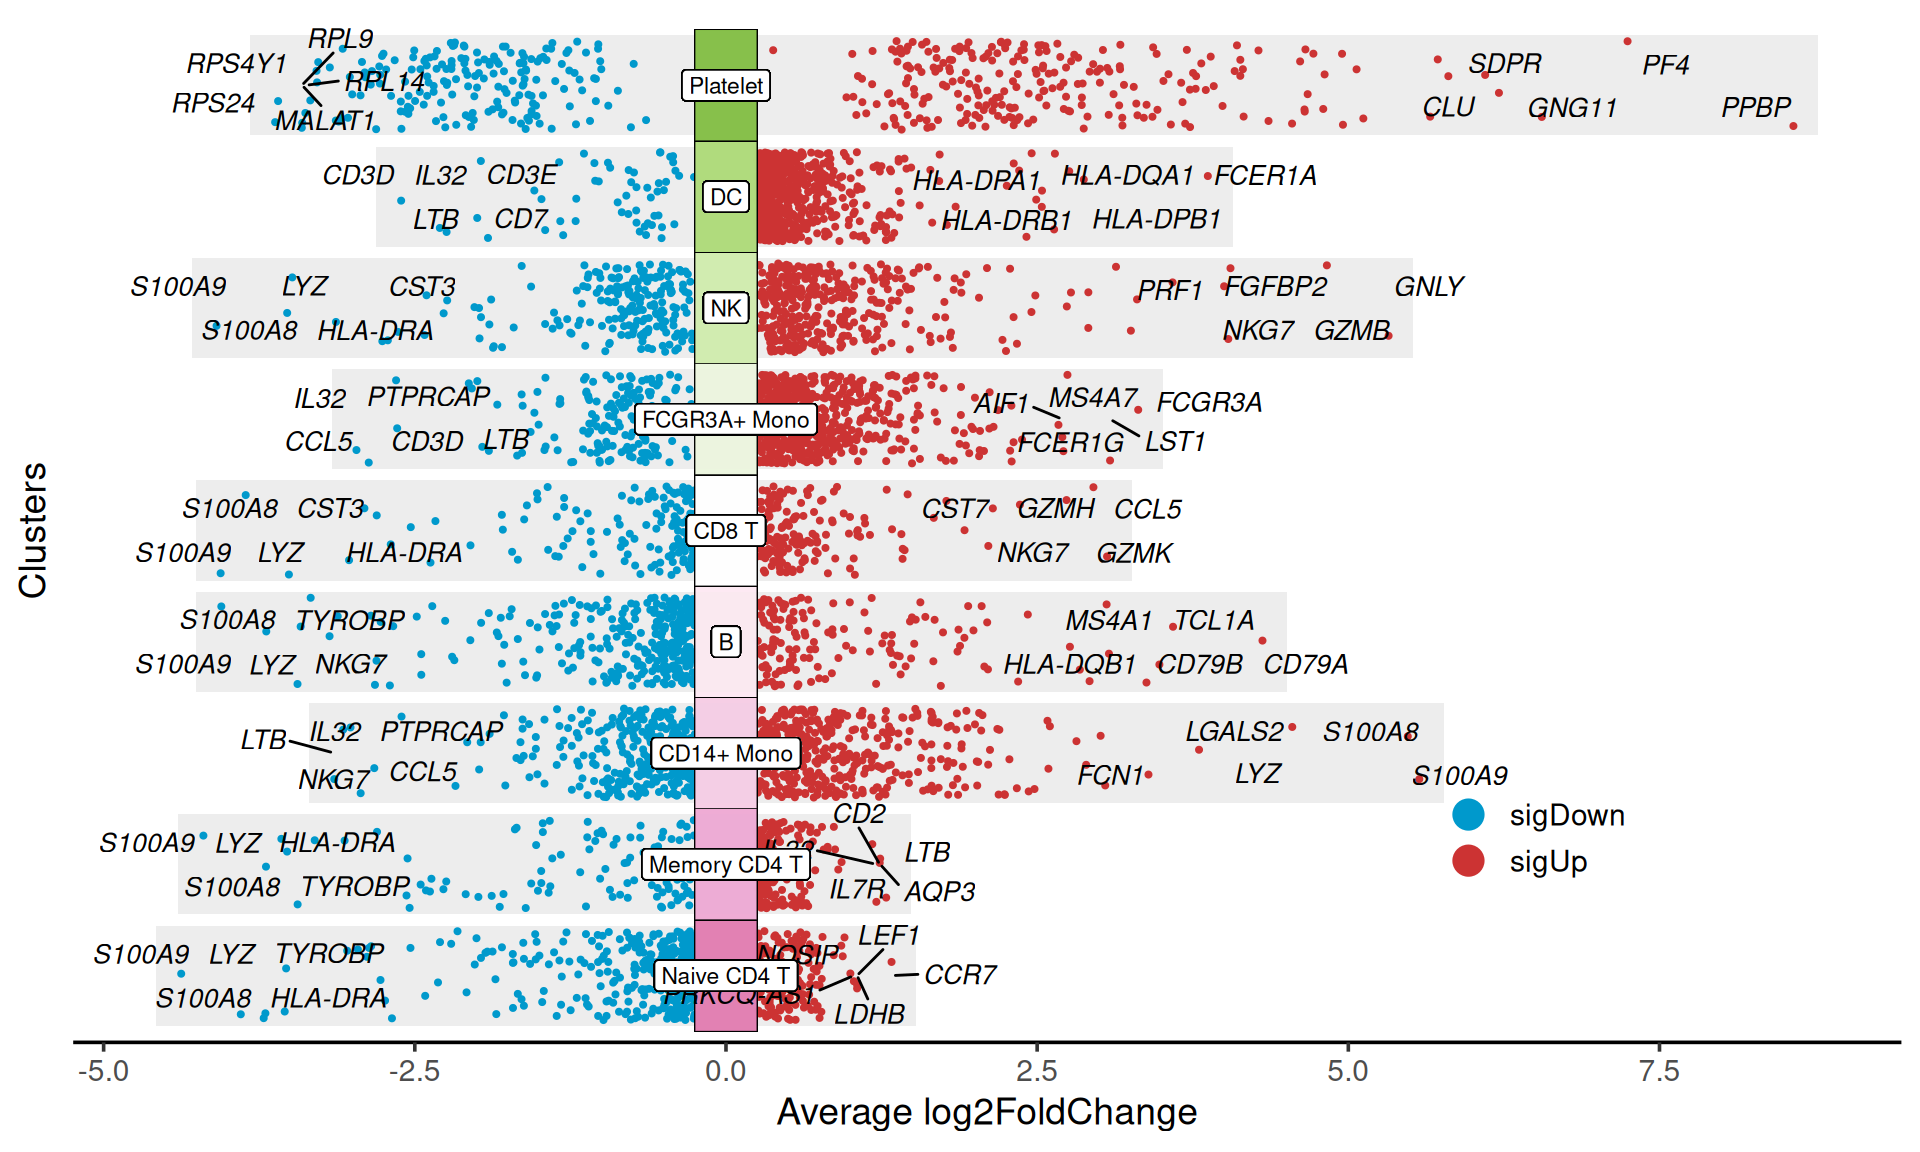 RPL9
RPS4Y1
RPL14
RPS24
MALAT1
Platelet
SDPR
PF4
CLU
GNG11
PPBP
CD3D IL32 CD3E
LTB CD7
DC
HLA-DPA1 HLA-DQA1 FCER1A
HLA-DRB1 HLA-DPB1
S100A9 LYZ CST3
S100A8 HLA-DRA
NK
PRF1 FGFBP2 GNLY
NKG7 GZMB
IL32 PTPRCAP
CCL5 CD3D LTB
FCGR3A+ Mono
AIF1 MS4A7 FCGR3A
FCER1G LST1
S100A8 CST3
S100A9 LYZ HLA-DRA
CD8 T
CST7 GZMH CCL5
NKG7 GZMK
S100A8 TYROBP
S100A9 LYZ NKG7
B
MS4A1 TCL1A
HLA-DQB1 CD79B CD79A
LTB IL32 PTPRCAP
NKG7 CCL5
CD14+ Mono
LGALS2 S100A8
FCN1 LYZ S100A9
S100A9 LYZ HLA-DRA
S100A8 TYROBP
Memory CD4 T
CD2
IL32
LTB
IL7R
AQP3
S100A9 LYZ TYROBP
S100A8 HLA-DRA
Naive CD4 T
LEF1
NOSIP
CCR7
PRKCQ-AS1
LDHB
sigDown
sigUp
Clusters
-5.0 -2.5 0.0 2.5 5.0 7.5
Average log2FoldChange